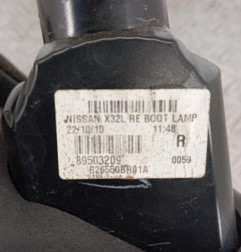 NISSAN X32L RE BOOT LAMP
22/10/10 11:48
R
89503209
0059
B26550BR01A